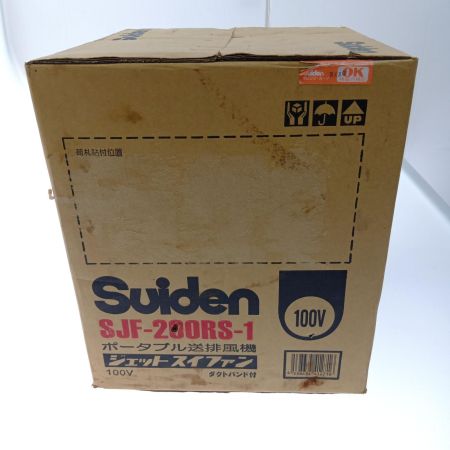 Suiden
OK
UP
荷札貼付位置
Suiden
SJF-200RS-1
100V
ポータブル送排風機
ジェットスイファン
100V
ダクトバンド付